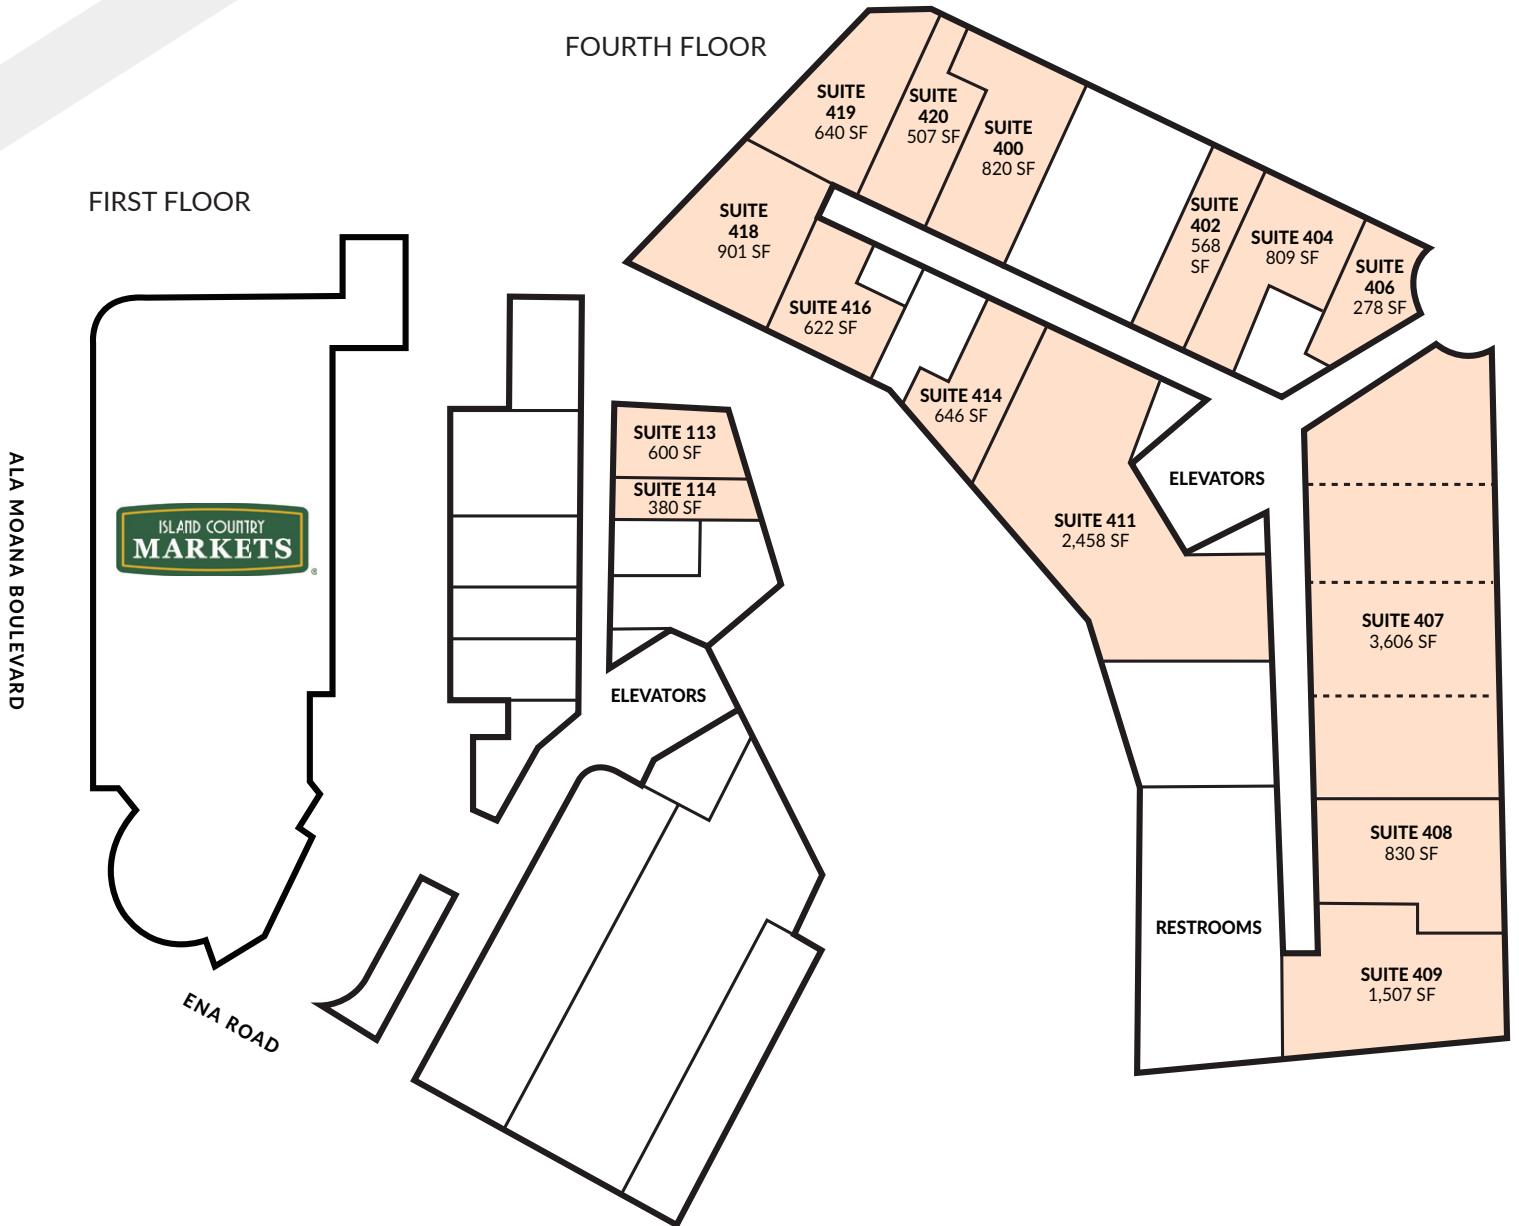 FOURTH FLOOR
SUITE
419
640 SF
SUITE
420
507 SF
SUITE
400
820 SF
SUITE
418
901 SF
SUITE 416
622 SF
SUITE
402
568
SF
SUITE 404
809 SF
SUITE
406
278 SF
SUITE 414
646 SF
ELEVATORS
SUITE 411
2,458 SF
SUITE 407
3,606 SF
SUITE 408
830 SF
RESTROOMS
SUITE 409
1,507 SF
FIRST FLOOR
ALA MOANA BOULEVARD
ISLAND COUNTRY
MARKETS
®
SUITE 113
600 SF
SUITE 114
380 SF
ELEVATORS
ENA ROAD